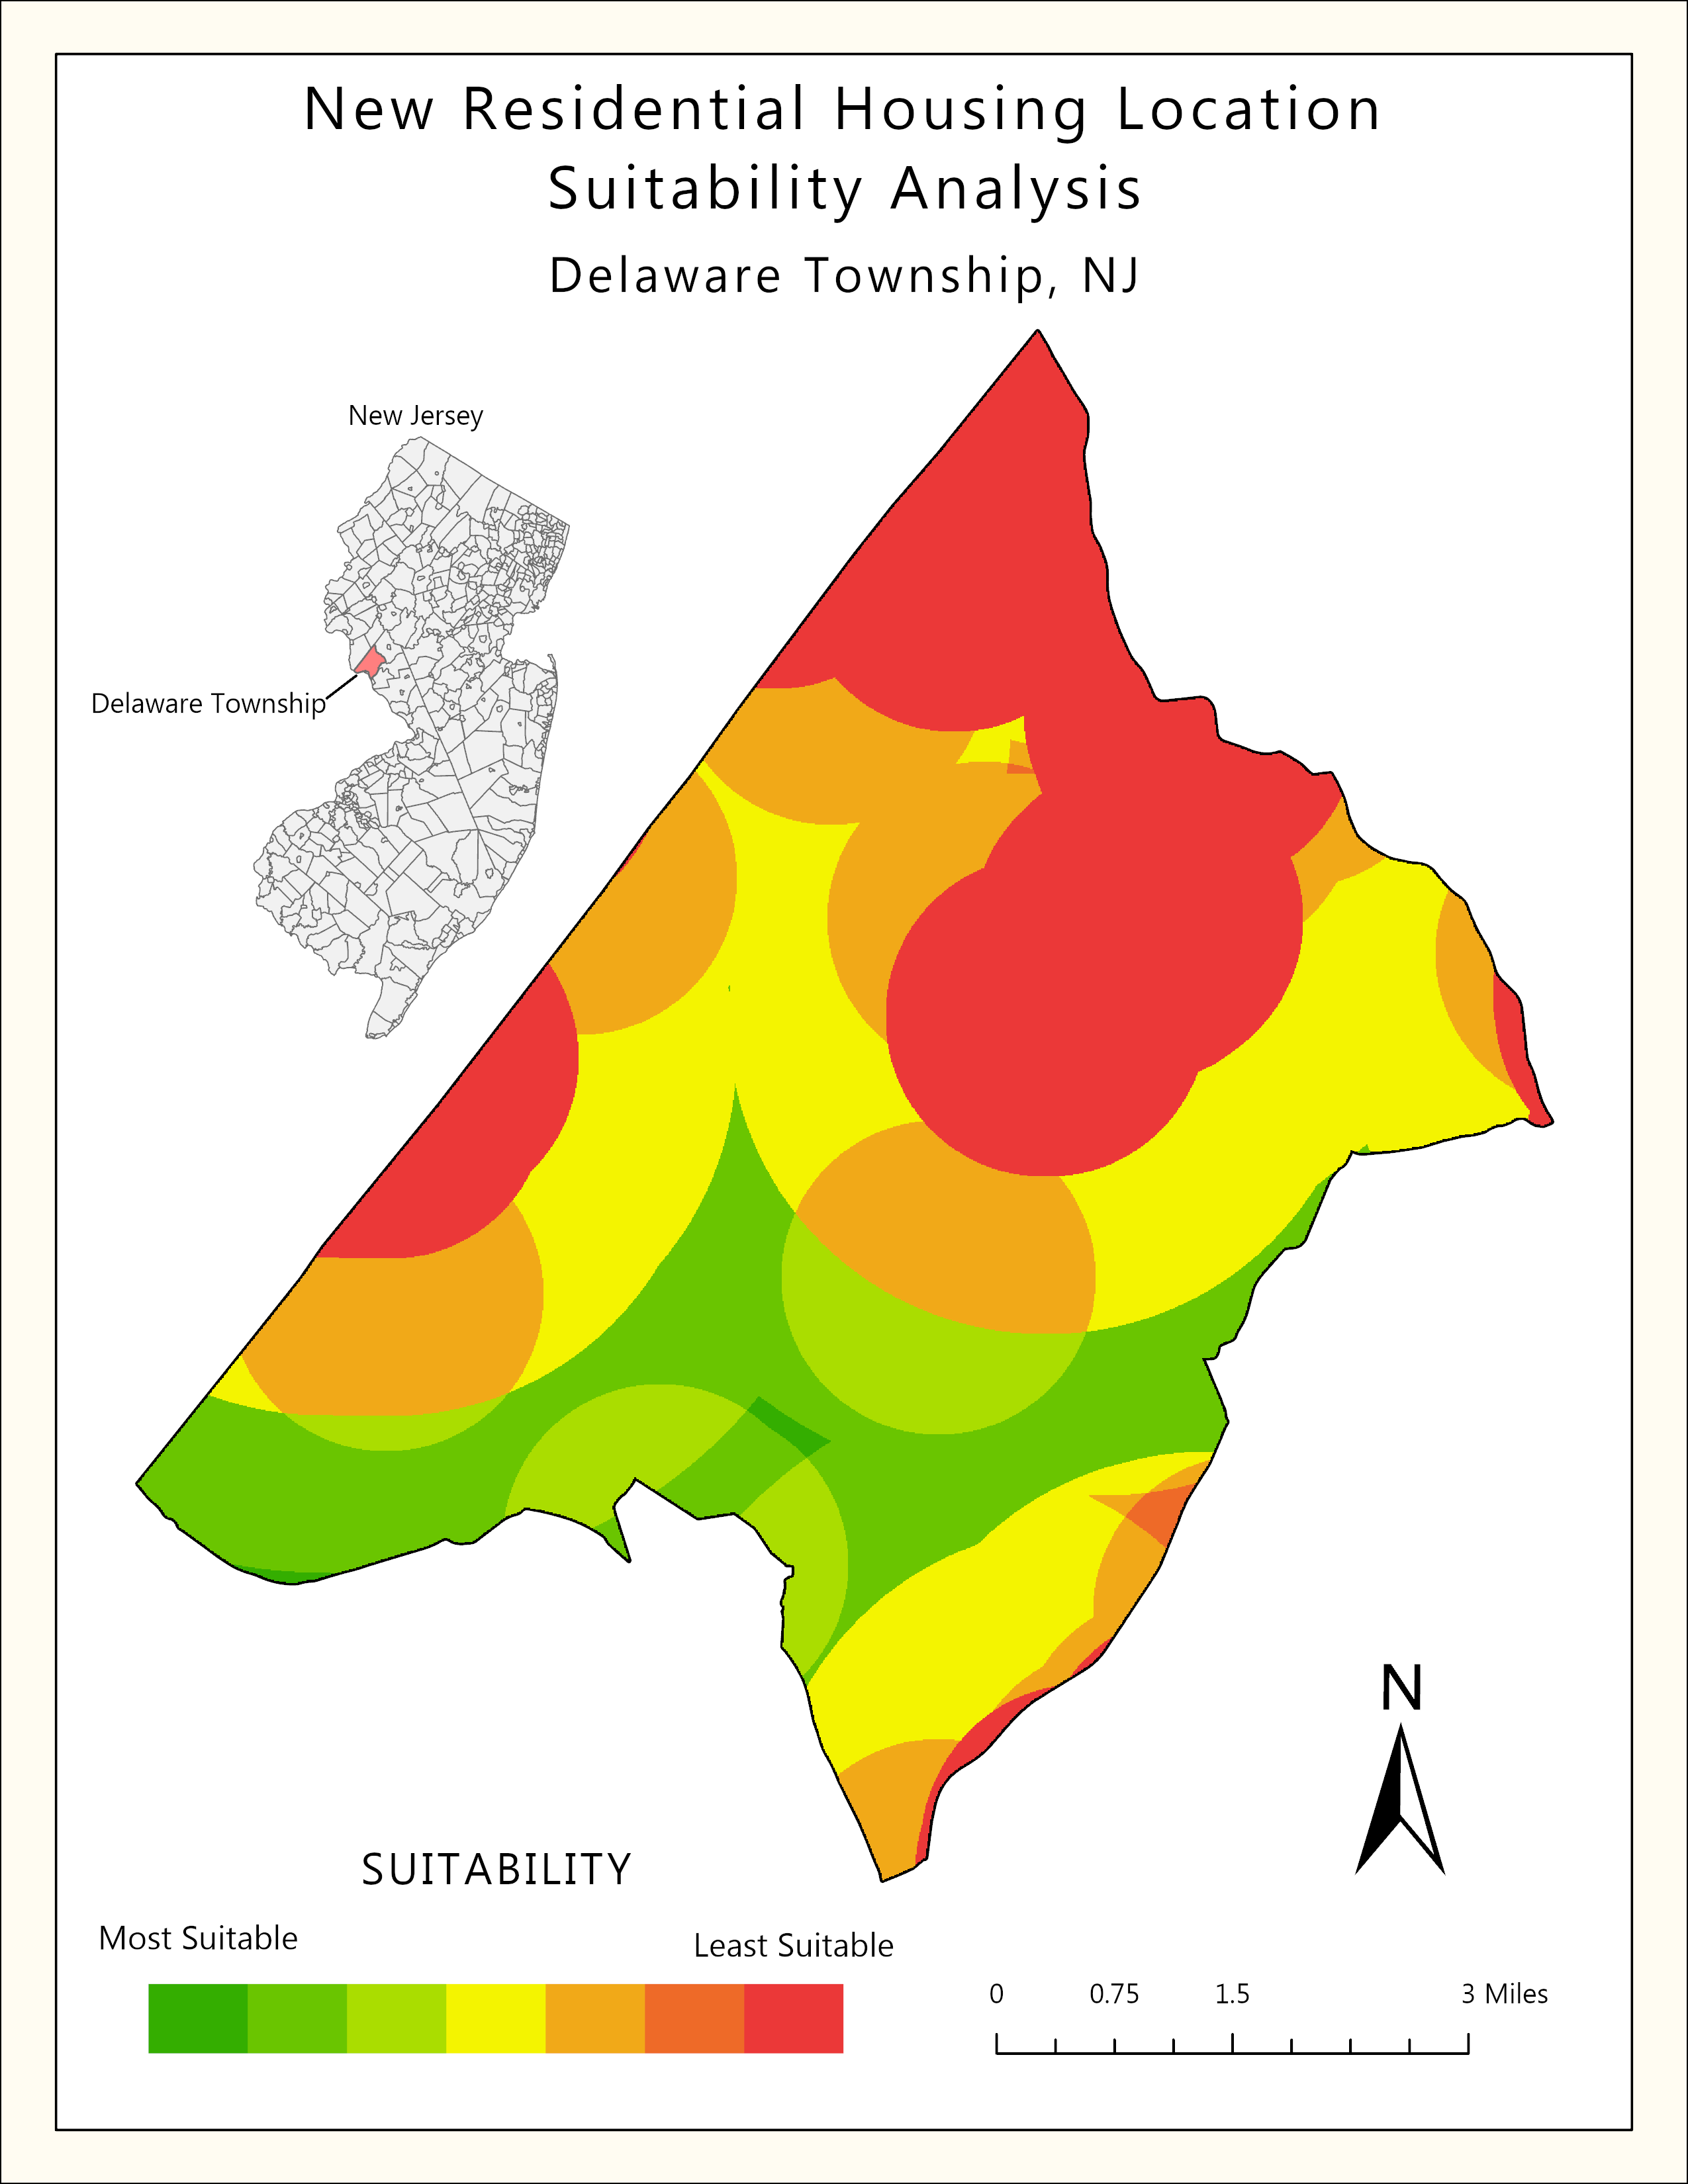 New Residential Housing Location
Suitability Analysis
Delaware Township, NJ
New Jersey
Delaware Township
N
SUITABILITY
Most Suitable
Least Suitable
0 0.75 1.5 3 Miles